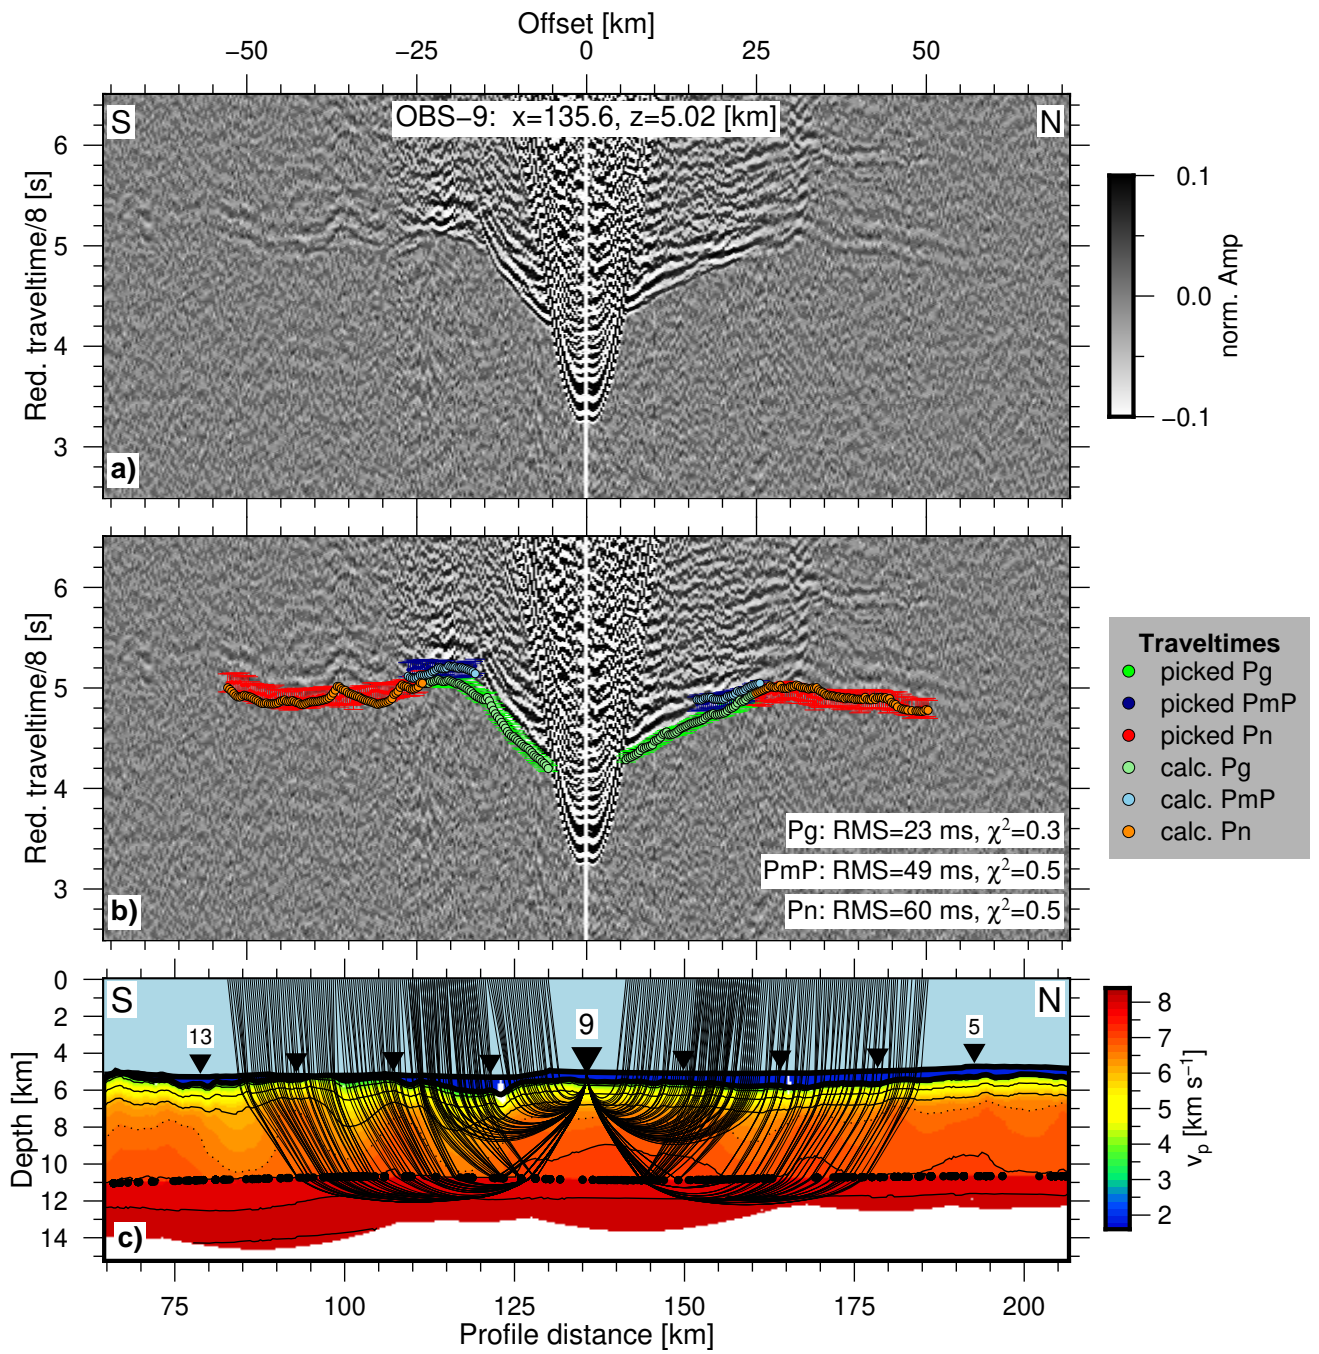 Offset [km]
−50 −25 0 25 50
S
OBS−9: x=135.6, z=5.02 [km]
N
6
5
4
3
Red. traveltime/8 [s]
a)
0.1
0.0
−0.1
norm. Amp
6
5
4
3
Red. traveltime/8 [s]
b)
Pg: RMS=23 ms, χ²=0.3
PmP: RMS=49 ms, χ²=0.5
Pn: RMS=60 ms, χ²=0.5
Traveltimes
picked Pg
picked PmP
picked Pn
calc. Pg
calc. PmP
calc. Pn
S
N
13
9
5
0
2
4
6
8
10
12
14
Depth [km]
c)
8
7
6
5
4
3
2
vₚ [km s⁻¹]
75 100 125 150 175 200
Profile distance [km]